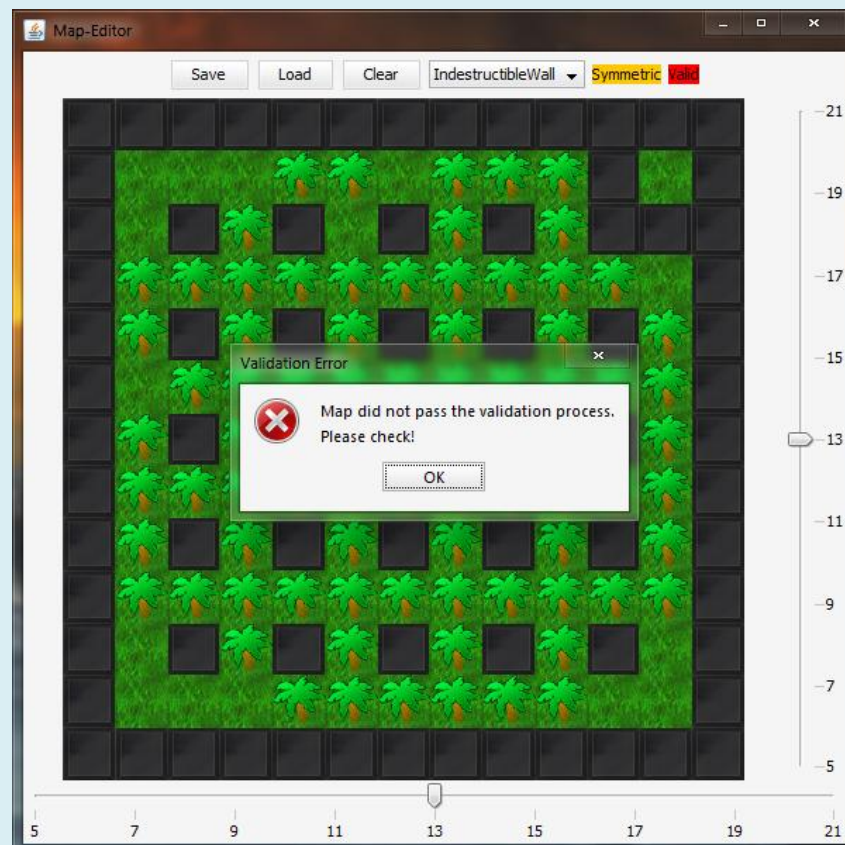 Map-Editor
Save Load Clear IndestructibleWall Symmetric Valid
21
19
17
15
Validation Error
Map did not pass the validation process.
Please check!
13
OK
11
9
7
5
5 7 9 11 13 15 17 19 21